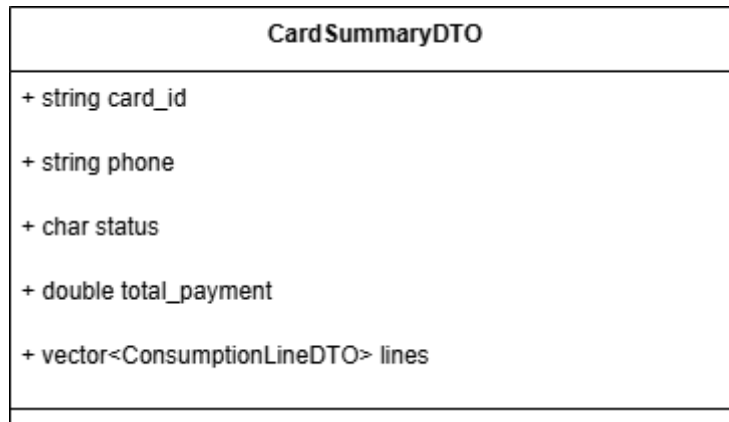 CardSummaryDTO
+ string card_id
+ string phone
+ char status
+ double total_payment
+ vector<ConsumptionLineDTO> lines